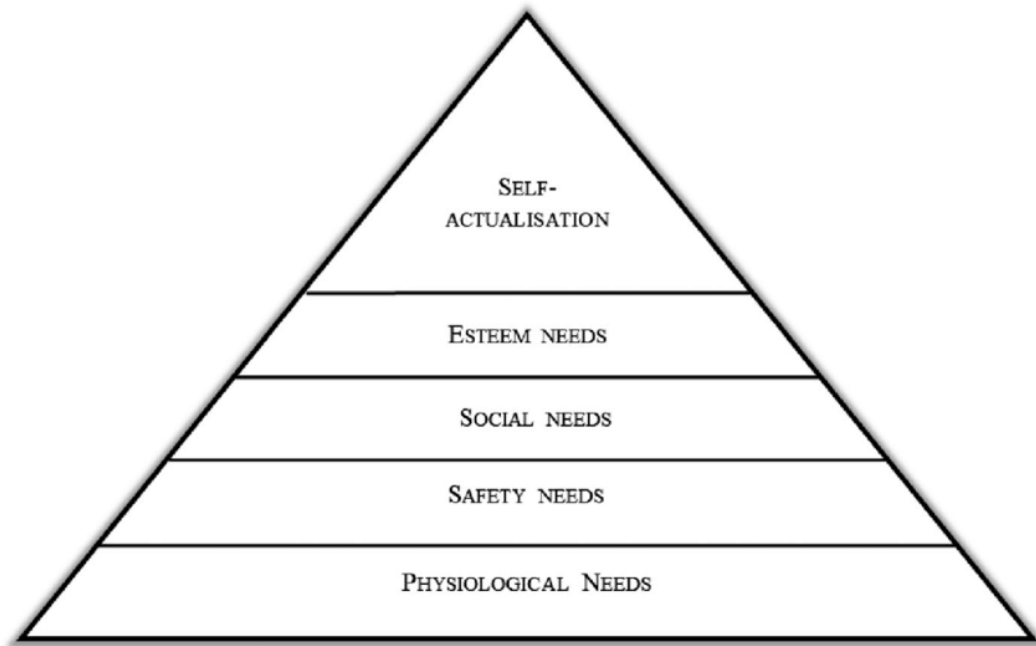 SELF-
ACTUALISATION
ESTEEM NEEDS
SOCIAL NEEDS
SAFETY NEEDS
PHYSIOLOGICAL NEEDS